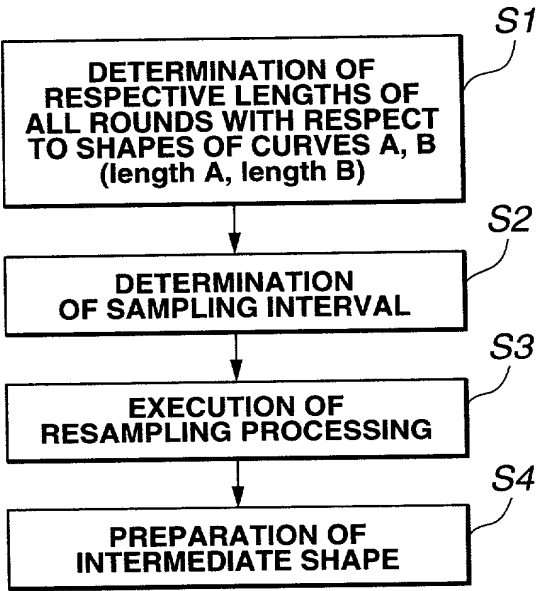 S1
DETERMINATION OF
RESPECTIVE LENGTHS OF
ALL ROUNDS WITH RESPECT
TO SHAPES OF CURVES A, B
(length A, length B)
S2
DETERMINATION
OF SAMPLING INTERVAL
S3
EXECUTION OF
RESAMPLING PROCESSING
S4
PREPARATION OF
INTERMEDIATE SHAPE